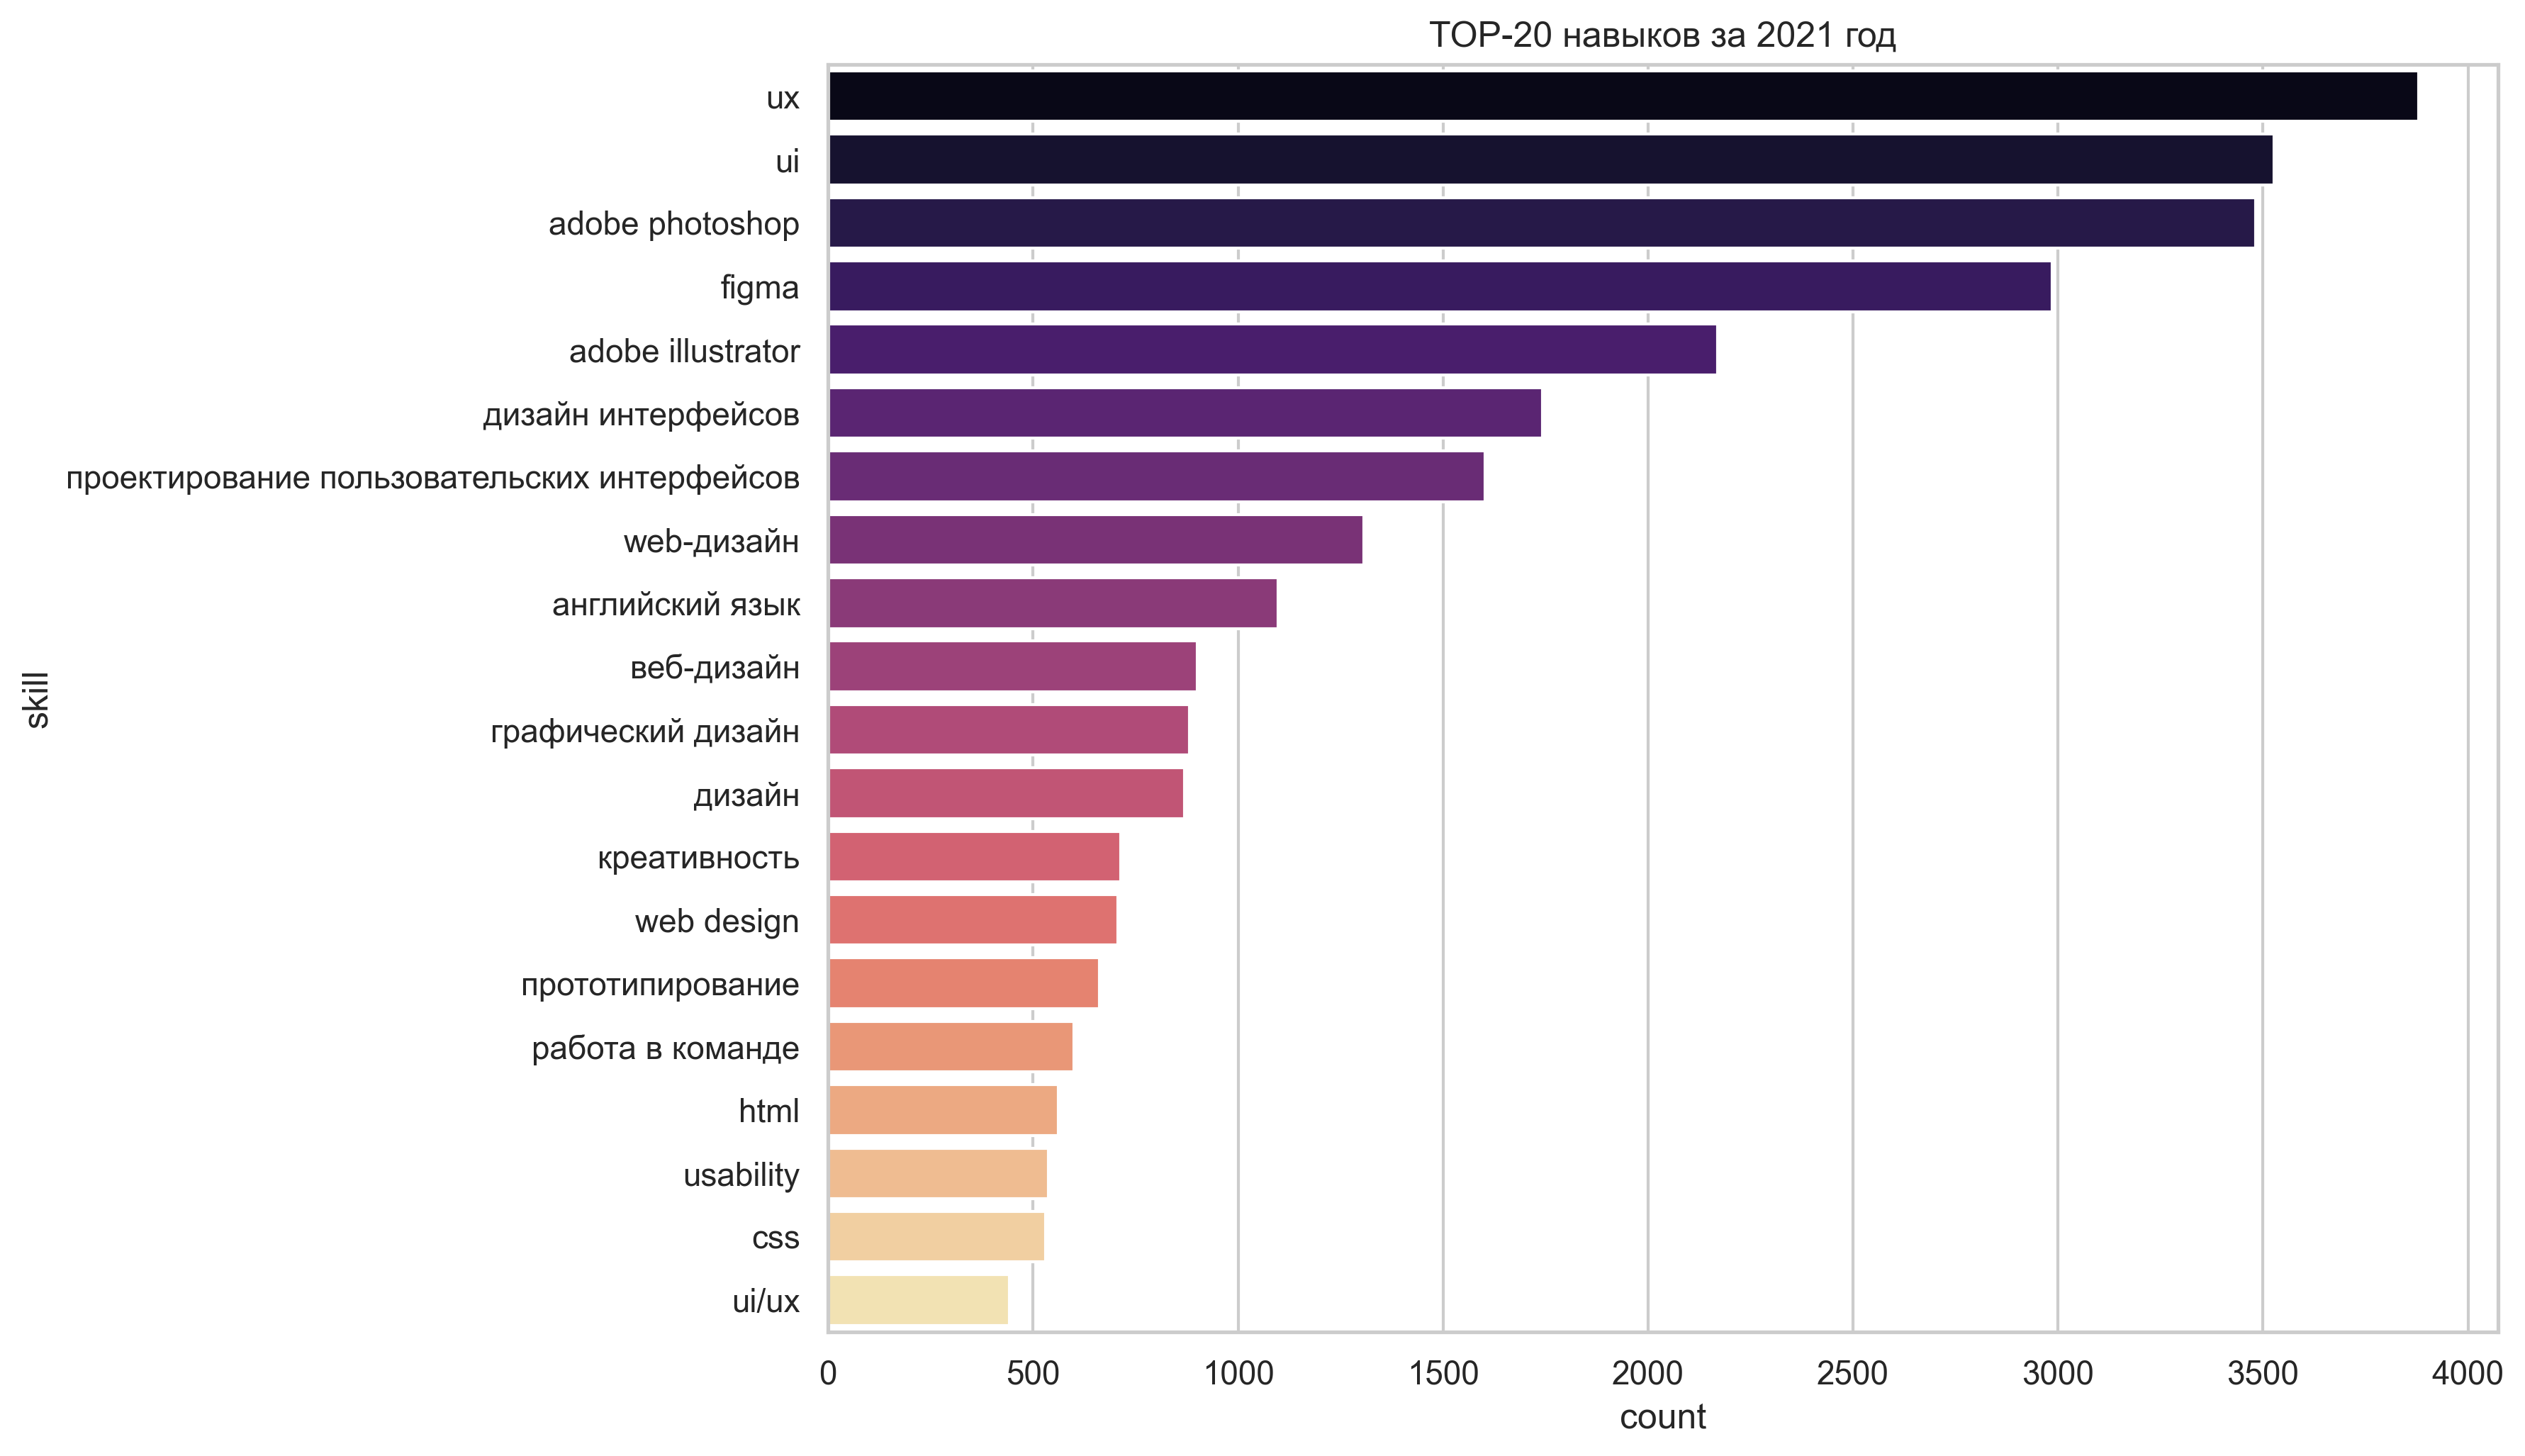 TOP-20 навыков за 2021 год
ux
ui
adobe photoshop
figma
adobe illustrator
дизайн интерфейсов
проектирование пользовательских интерфейсов
web-дизайн
английский язык
веб-дизайн
графический дизайн
дизайн
креативность
web design
прототипирование
работа в команде
html
usability
css
ui/ux
skill
0 500 1000 1500 2000 2500 3000 3500 4000
count